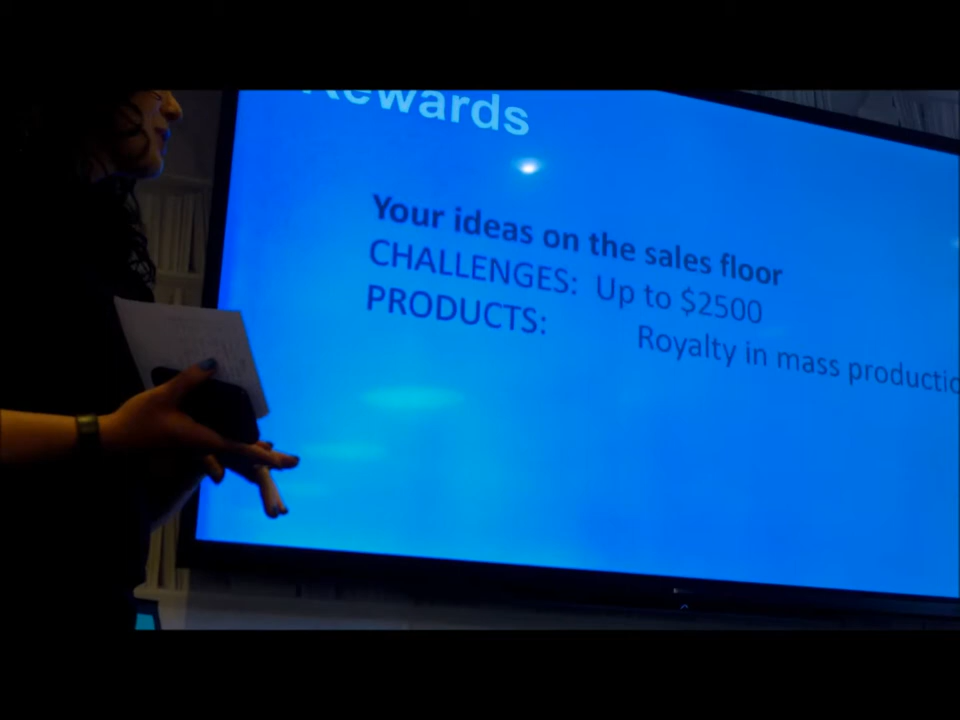 Rewards
Your ideas on the sales floor
CHALLENGES: Up to $2500
PRODUCTS: Royalty in mass productio